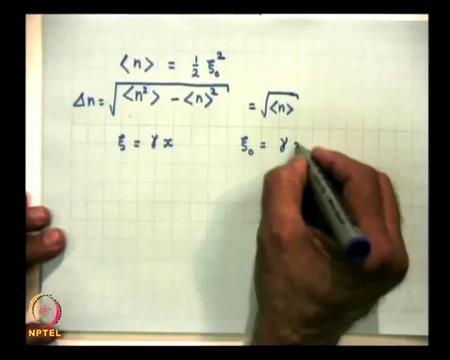 ⟨n⟩ = 1/2 ξ₀²
Δn = √(⟨n²⟩ − ⟨n⟩²) = √⟨n⟩
ξ = γ x ξ₀ = γ
NPTEL